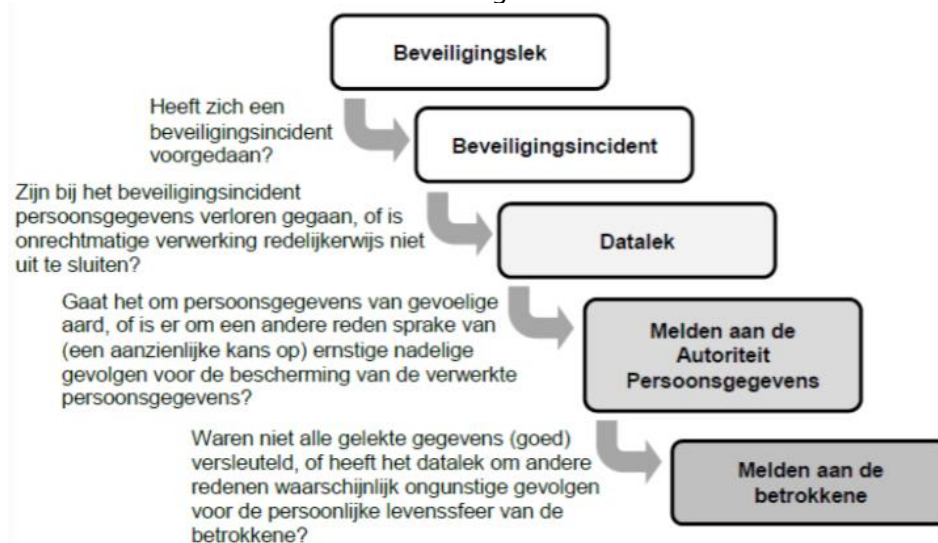 Beveiligingslek
Heeft zich een
beveiligingsincident
voorgedaan?
Beveiligingsincident
Zijn bij het beveiligingsincident
persoonsgegevens verloren gegaan, of is
onrechtmatige verwerking redelijkerwijs niet
uit te sluiten?
Datalek
Gaat het om persoonsgegevens van gevoelige
aard, of is er om een andere reden sprake van
(een aanzienlijke kans op) ernstige nadelige
gevolgen voor de bescherming van de verwerkte
persoonsgegevens?
Melden aan de
Autoriteit
Persoonsgegevens
Waren niet alle gelekte gegevens (goed)
versleuteld, of heeft het datalek om andere
redenen waarschijnlijk ongunstige gevolgen
voor de persoonlijke levenssfeer van de
betrokkene?
Melden aan de
betrokkene